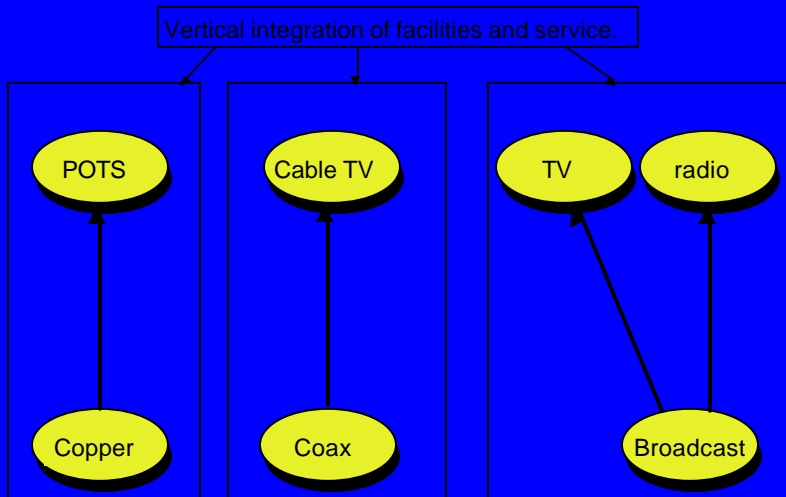 Vertical integration of facilities and service.
POTS
Cable TV
TV
radio
Copper
Coax
Broadcast